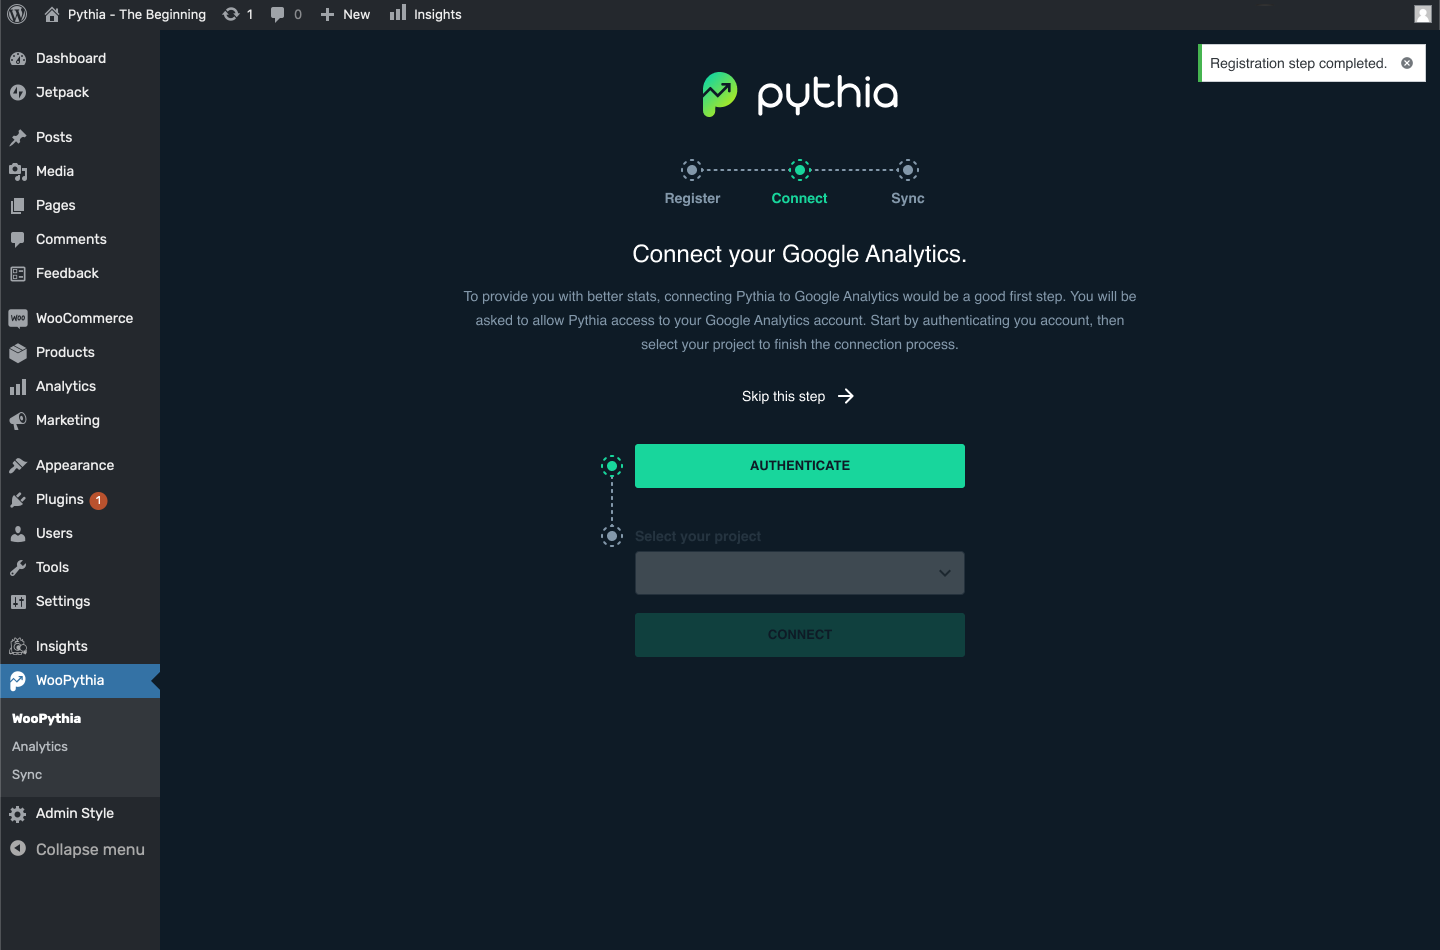 Pythia - The Beginning
1
0
New
Insights
Dashboard
Jetpack
Posts
Media
Pages
Comments
Feedback
WooCommerce
Products
Analytics
Marketing
Appearance
Plugins 1
Users
Tools
Settings
Insights
WooPythia
WooPythia
Analytics
Sync
Admin Style
Collapse menu
Registration step completed.
pythia
Register
Connect
Sync
Connect your Google Analytics.
To provide you with better stats, connecting Pythia to Google Analytics would be a good first step. You will be
asked to allow Pythia access to your Google Analytics account. Start by authenticating you account, then
select your project to finish the connection process.
Skip this step
AUTHENTICATE
Select your project
CONNECT